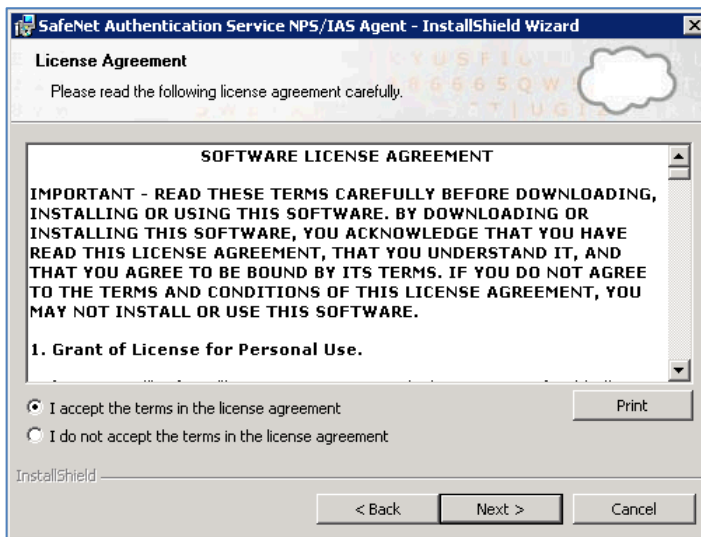 SafeNet Authentication Service NPS/IAS Agent - InstallShield Wizard
License Agreement
Please read the following license agreement carefully.
SOFTWARE LICENSE AGREEMENT
IMPORTANT - READ THESE TERMS CAREFULLY BEFORE DOWNLOADING,
INSTALLING OR USING THIS SOFTWARE. BY DOWNLOADING OR
INSTALLING THIS SOFTWARE, YOU ACKNOWLEDGE THAT YOU HAVE
READ THIS LICENSE AGREEMENT, THAT YOU UNDERSTAND IT, AND
THAT YOU AGREE TO BE BOUND BY ITS TERMS. IF YOU DO NOT AGREE
TO THE TERMS AND CONDITIONS OF THIS LICENSE AGREEMENT, YOU
MAY NOT INSTALL OR USE THIS SOFTWARE.
1. Grant of License for Personal Use.
I accept the terms in the license agreement
Print
I do not accept the terms in the license agreement
InstallShield
< Back
Next >
Cancel